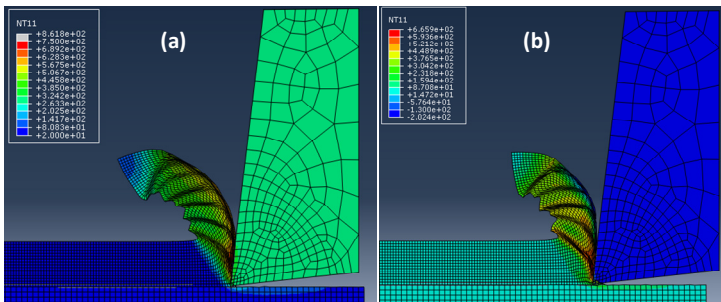 NT11
+8.618e+02
+7.500e+02
+6.892e+02
+6.283e+02
+5.675e+02
+5.067e+02
+4.458e+02
+3.850e+02
+3.242e+02
+2.633e+02
+2.025e+02
+1.417e+02
+8.083e+01
+2.000e+01
(a)
NT11
+6.659e+02
+5.936e+02
+5.212e+02
+4.489e+02
+3.765e+02
+3.042e+02
+2.318e+02
+1.594e+02
+8.708e+01
+1.472e+01
-5.764e+01
-1.300e+02
-2.024e+02
(b)